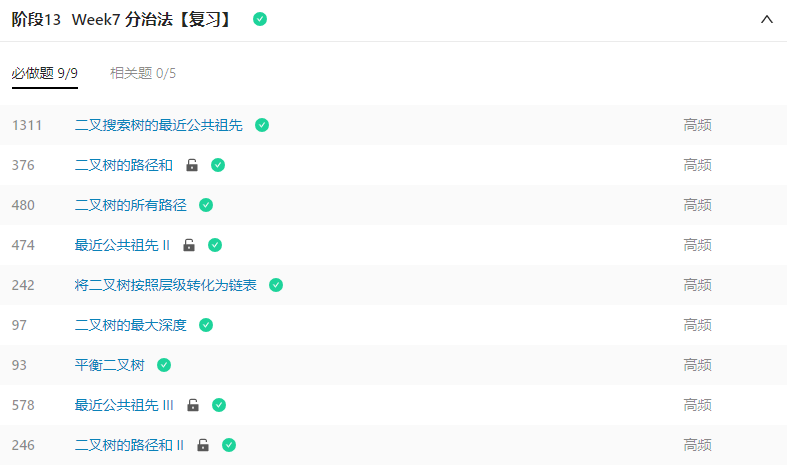 阶段13 Week7 分治法【复习】
必做题 9/9 相关题 0/5
1311 二叉搜索树的最近公共祖先 高频
376 二叉树的路径和 高频
480 二叉树的所有路径 高频
474 最近公共祖先 II 高频
242 将二叉树按照层级转化为链表 高频
97 二叉树的最大深度 高频
93 平衡二叉树 高频
578 最近公共祖先 III 高频
246 二叉树的路径和 II 高频